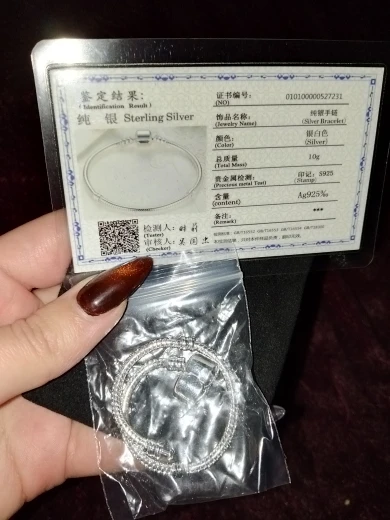 鉴定结果:
(Identification Result)
纯 银 Sterling Silver
检测人:
(Tester)
审核人:
(Checker)
证书编号: 010100000527231
(NO)
饰品名称: 纯银手链
(Jewelry Name) (Silver Bracelet)
颜色: 银白色
(Color) (Silver)
总质量 10g
(Total Mass)
贵金属检测: 印记: S925
(Precious metal Test) (Stamp)
含量 Ag925‰
(content)
备注: ***
(Remark)